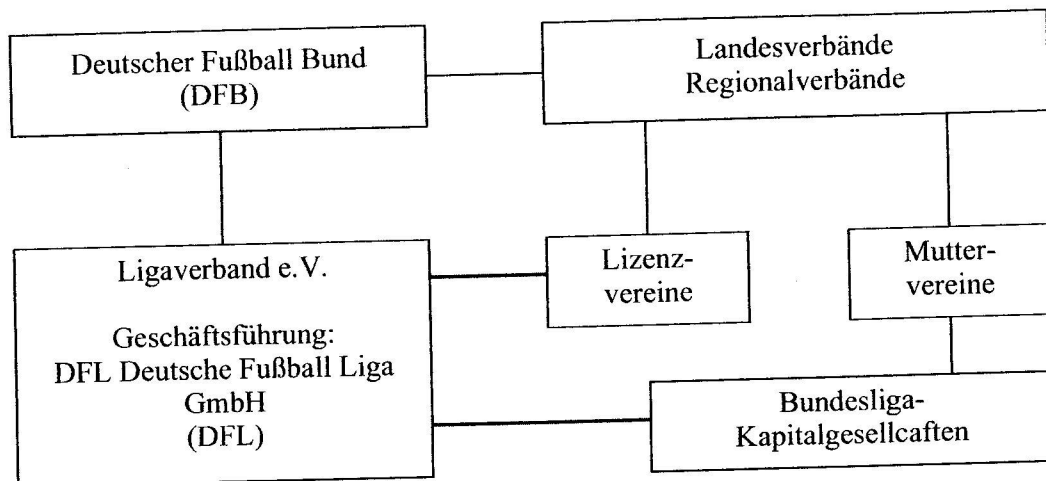 Deutscher Fußball Bund
(DFB)
Landesverbände
Regionalverbände
Ligaverband e.V.
Geschäftsführung:
DFL Deutsche Fußball Liga
GmbH
(DFL)
Lizenz-
vereine
Mutter-
vereine
Bundesliga-
Kapitalgesellcaften